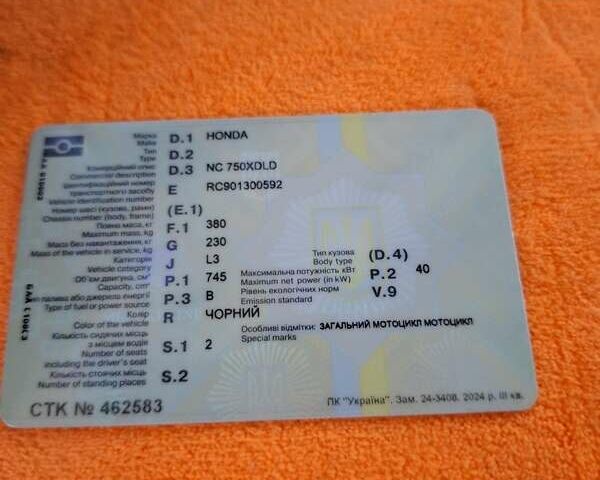 Марка D.1 HONDA
Make
Тип D.2
Type
Комерційний опис D.3 NC 750XDLD
Commercial description
Ідентифікаційний номер
транспортного засобу E RC901300592
Vehicle identification number
Номер шасі (кузова, рами) (E.1)
Chassis number (body, frame)
Повна маса, кг F.1 380
Maximum mass, kg
Маса без навантаження, кг G 230
Mass of the vehicle in service, kg
Тип кузова (D.4)
Body type
Категорія J L3
Vehicle category
Об'єм двигуна, см³ P.1 745 Максимальна потужність кВт P.2 40
Capacity, cm³ Maximum net power (in kW)
Тип палива або джерела енергії P.3 B Рівень екологічних норм V.9
Type of fuel or power source Emission standard
Колір R ЧОРНИЙ
Color of the vehicle
Особливі відмітки: ЗАГАЛЬНИЙ МОТОЦИКЛ МОТОЦИКЛ
Special marks
Кількість сидячих місць
з місцем водія S.1 2
Number of seats
including the driver's seat
Кількість стоячих місць S.2
Number of standing places
СТК № 462583
ПК "Україна". Зам. 24-3408. 2024 р. III кв.